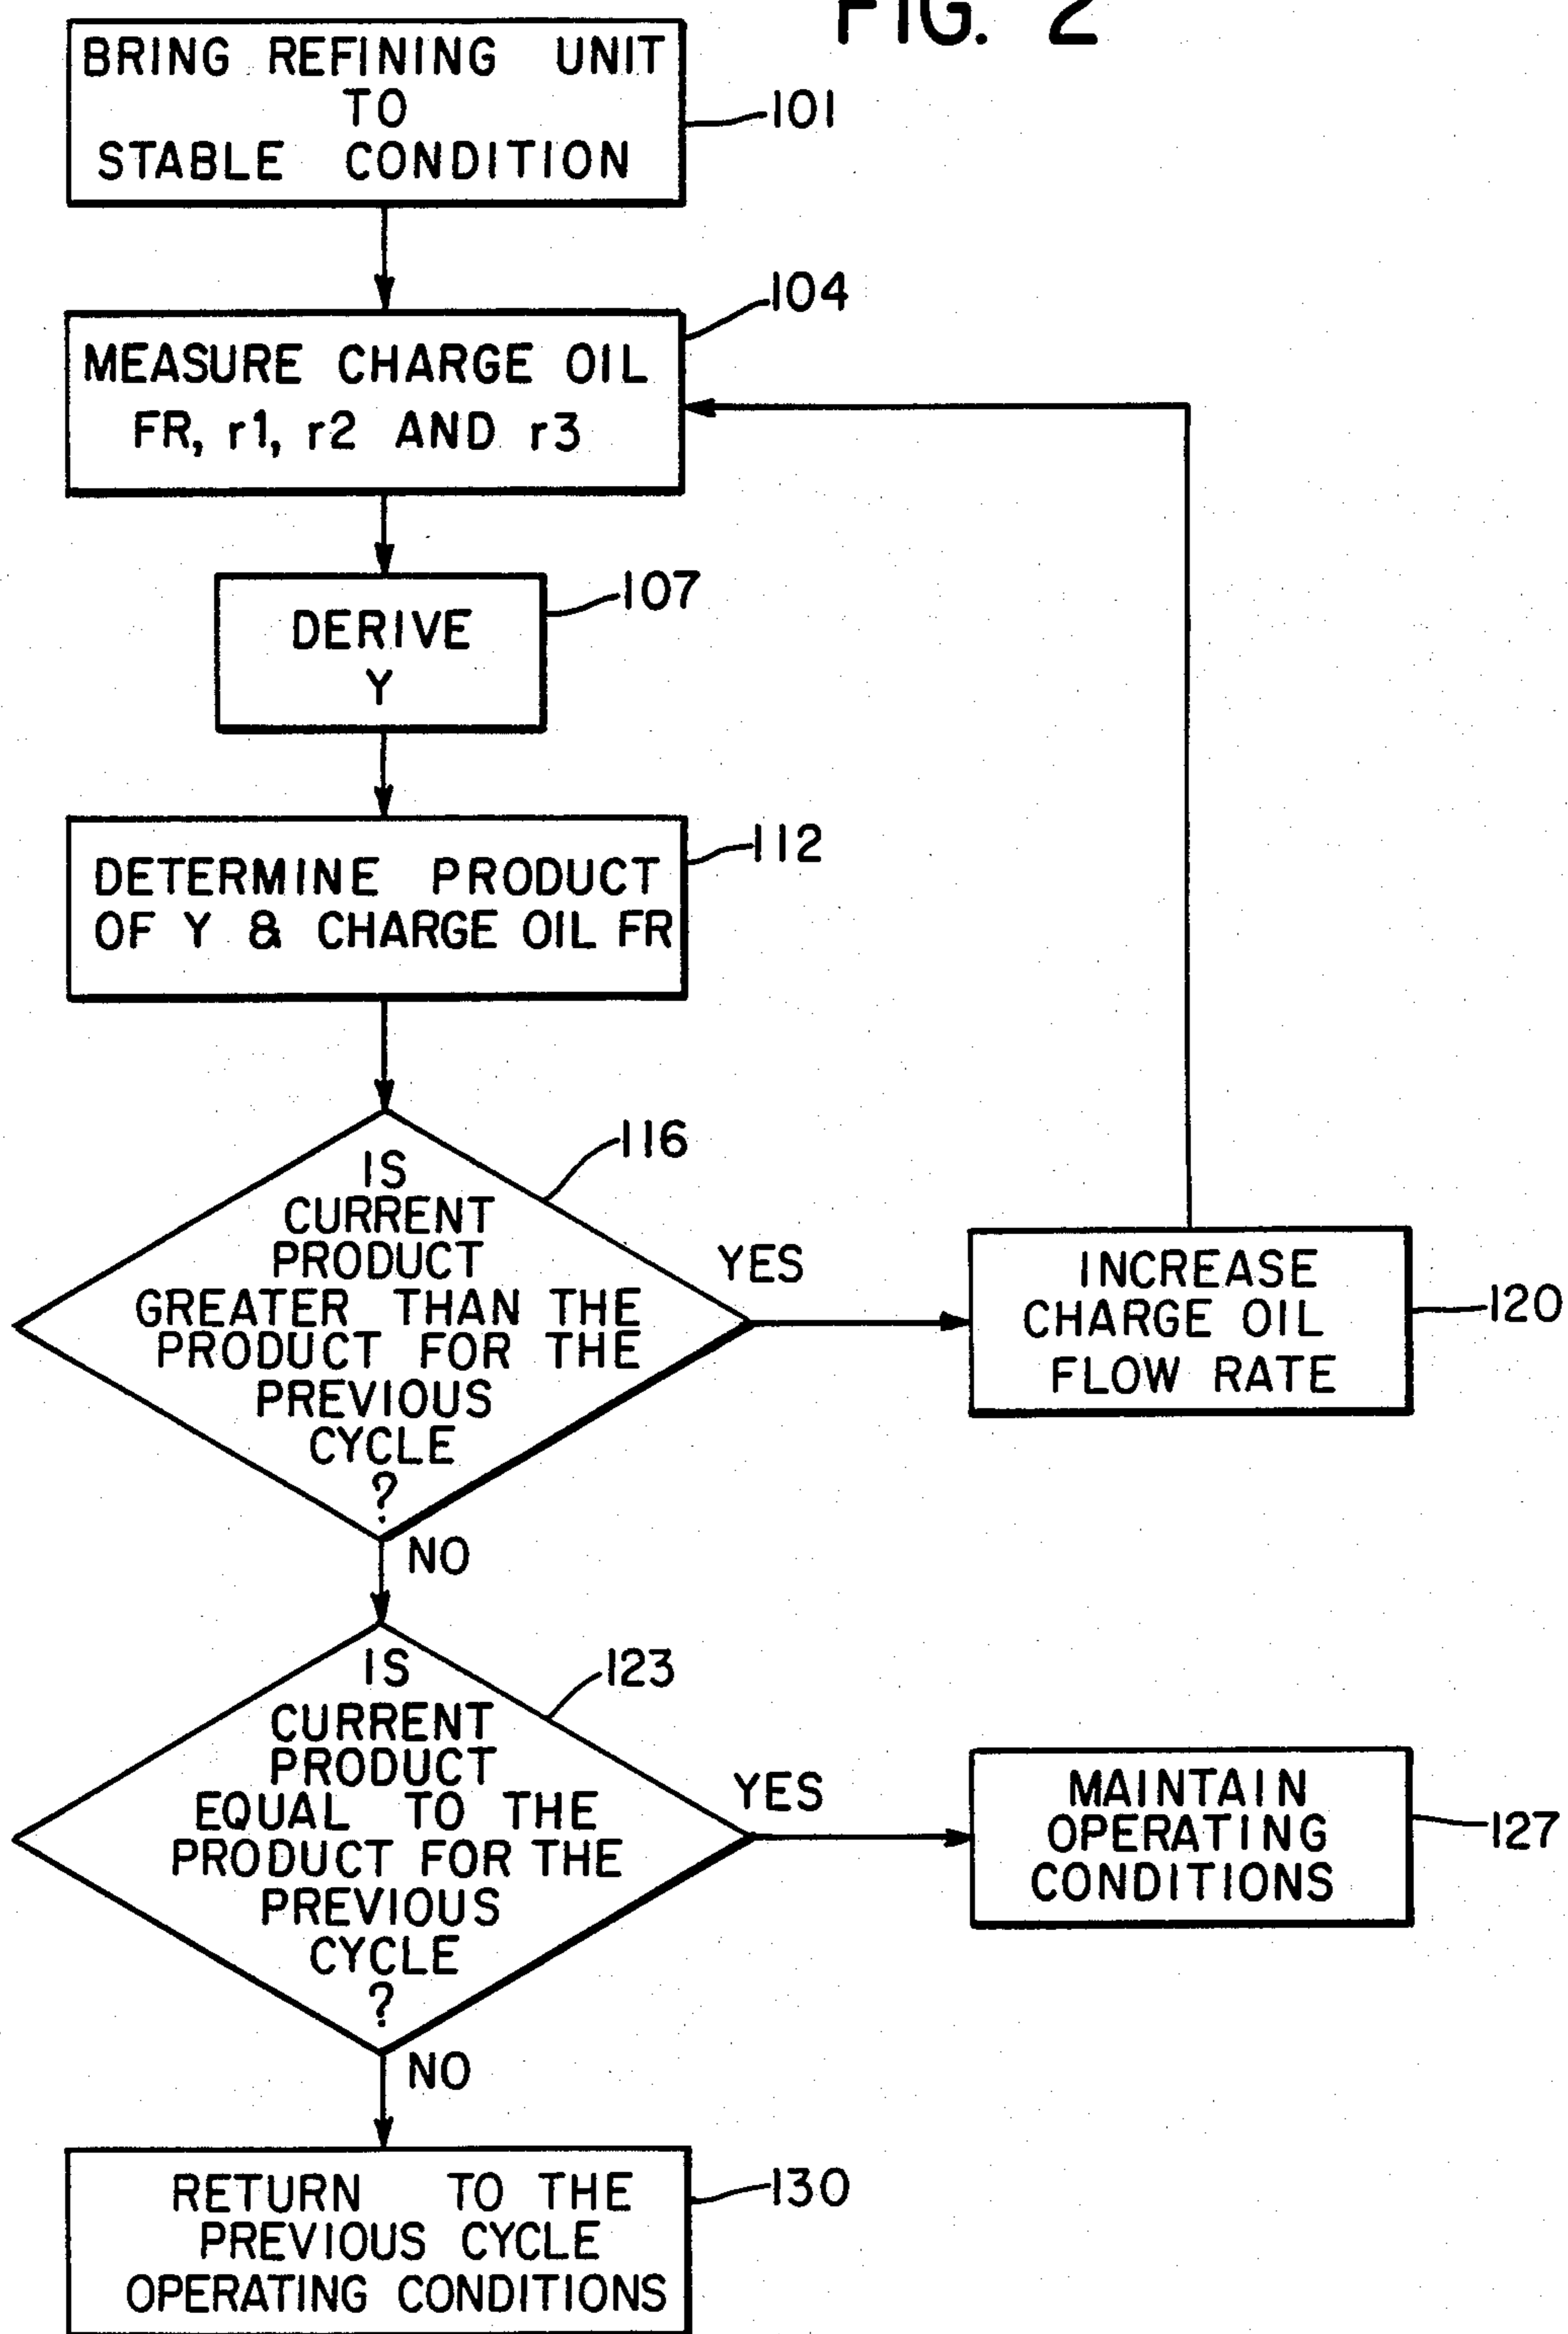 FIG. 2
BRING REFINING UNIT
TO
STABLE CONDITION
101
104
MEASURE CHARGE OIL
FR, r1, r2 AND r3
107
DERIVE
Y
112
DETERMINE PRODUCT
OF Y & CHARGE OIL FR
116
IS
CURRENT
PRODUCT
GREATER THAN THE
PRODUCT FOR THE
PREVIOUS
CYCLE
?
YES
INCREASE
CHARGE OIL
FLOW RATE
120
NO
123
IS
CURRENT
PRODUCT
EQUAL TO THE
PRODUCT FOR THE
PREVIOUS
CYCLE
?
YES
MAINTAIN
OPERATING
CONDITIONS
127
NO
130
RETURN TO THE
PREVIOUS CYCLE
OPERATING CONDITIONS